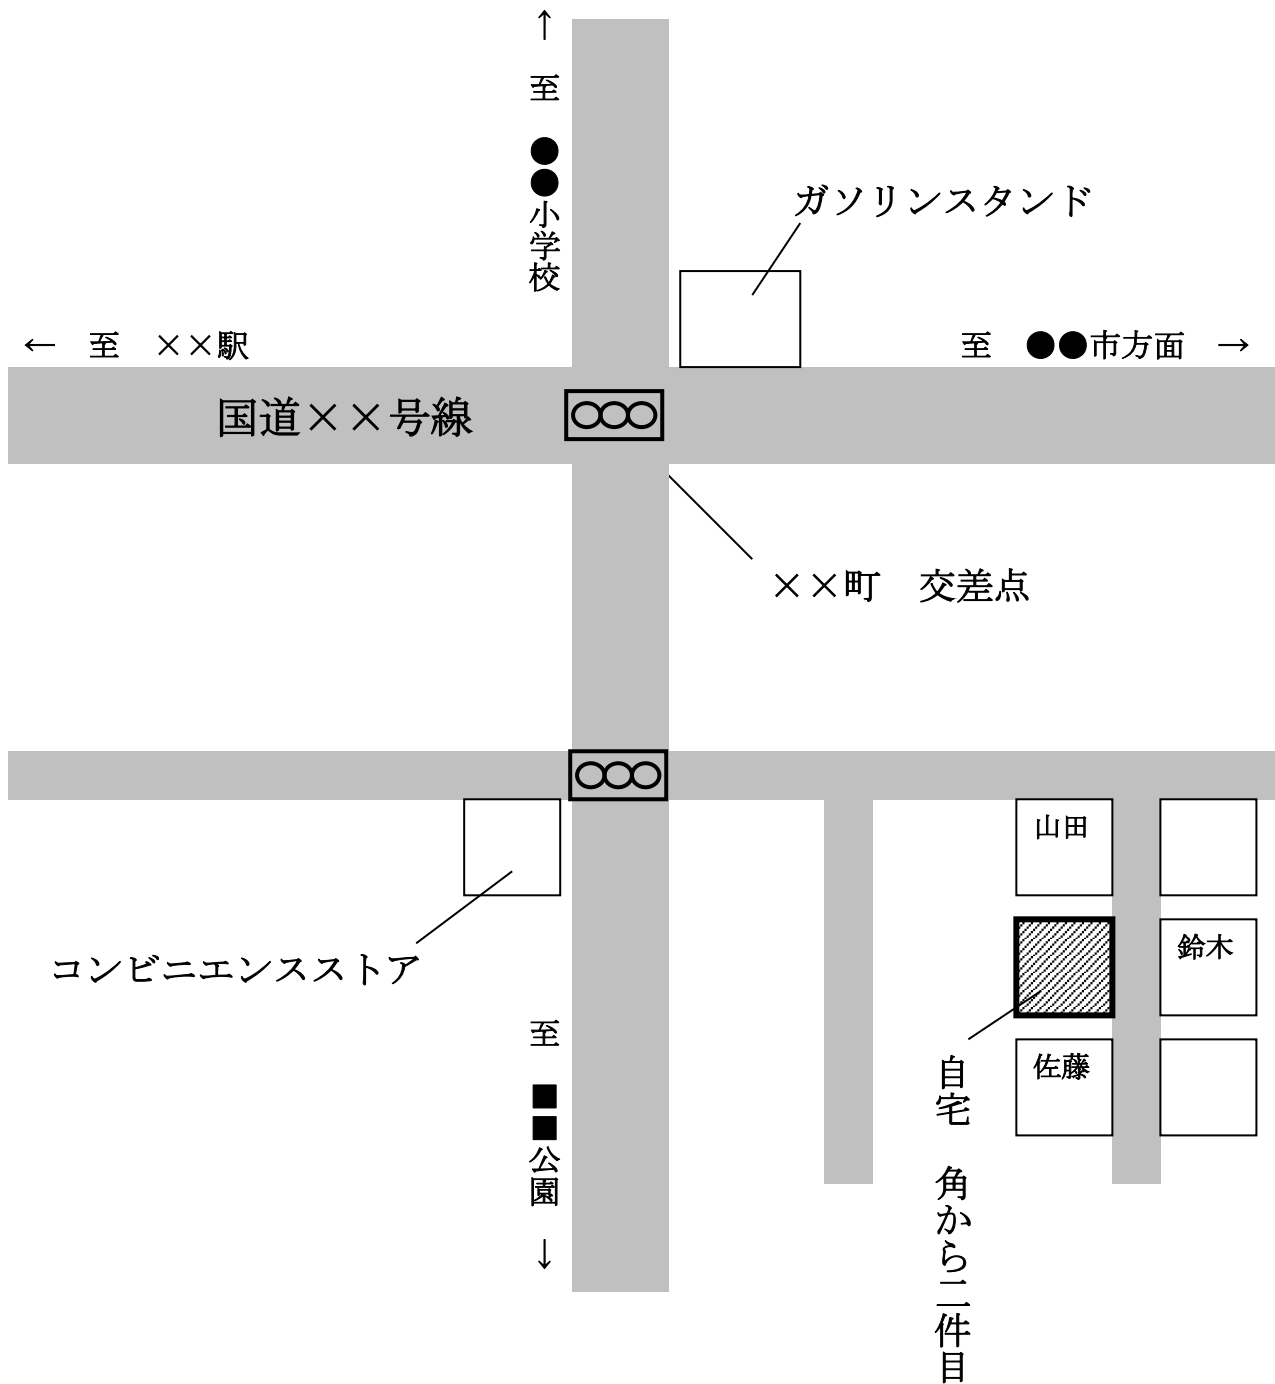 ↑　至　●●小学校
ガソリンスタンド
←　至　××駅
至　●●市方面　→
国道××号線
××町　交差点
山田
鈴木
コンビニエンスストア
至　■■公園　↓
佐藤
自宅　角から二件目